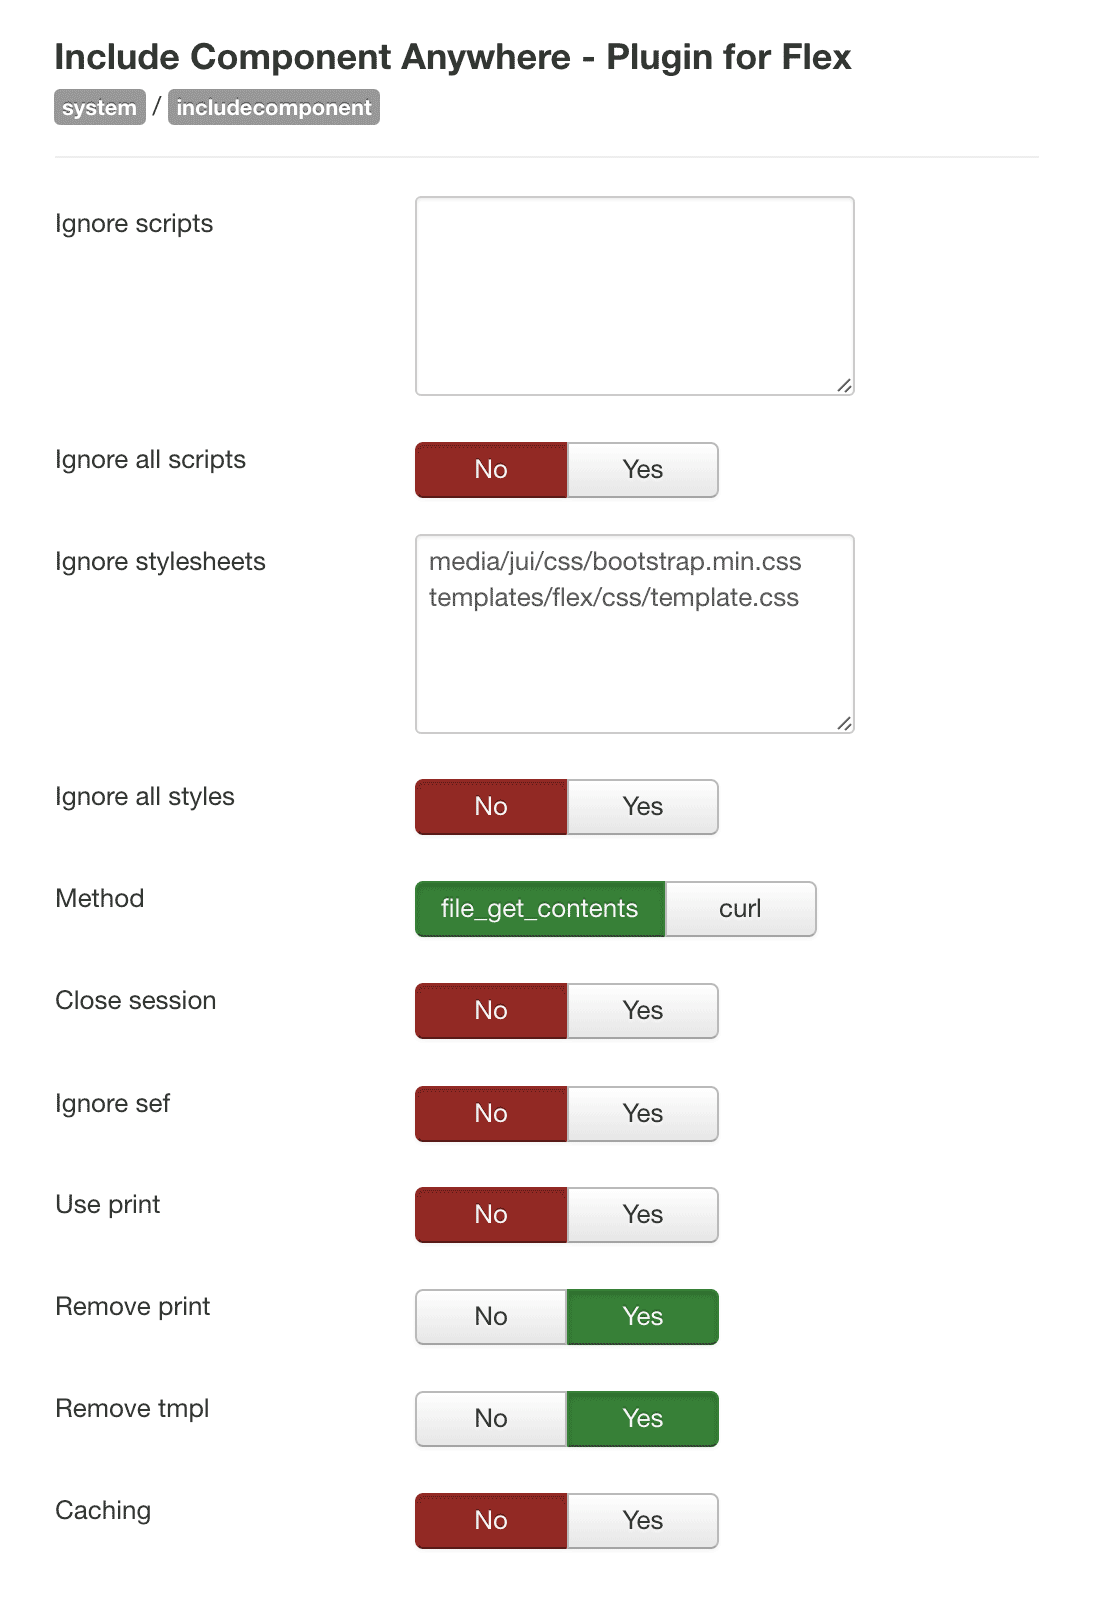 Include Component Anywhere - Plugin for Flex
system / includecomponent
Ignore scripts
Ignore all scripts
No Yes
Ignore stylesheets
media/jui/css/bootstrap.min.css
templates/flex/css/template.css
Ignore all styles
No Yes
Method
file_get_contents curl
Close session
No Yes
Ignore sef
No Yes
Use print
No Yes
Remove print
No Yes
Remove tmpl
No Yes
Caching
No Yes